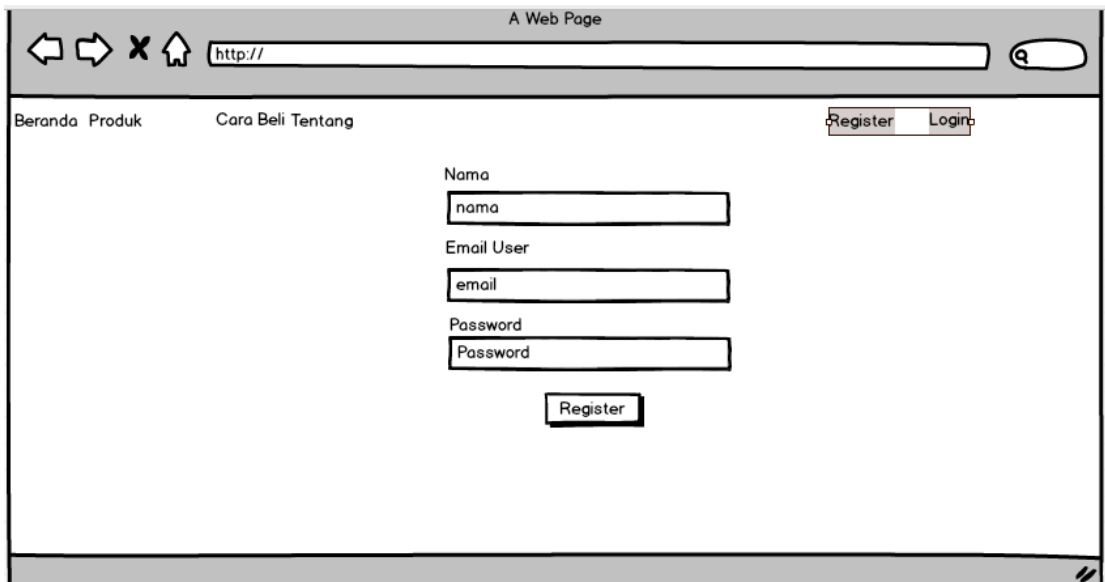 A Web Page
http://
Beranda Produk Cara Beli Tentang Register Login
Nama
nama
Email User
email
Password
Password
Register